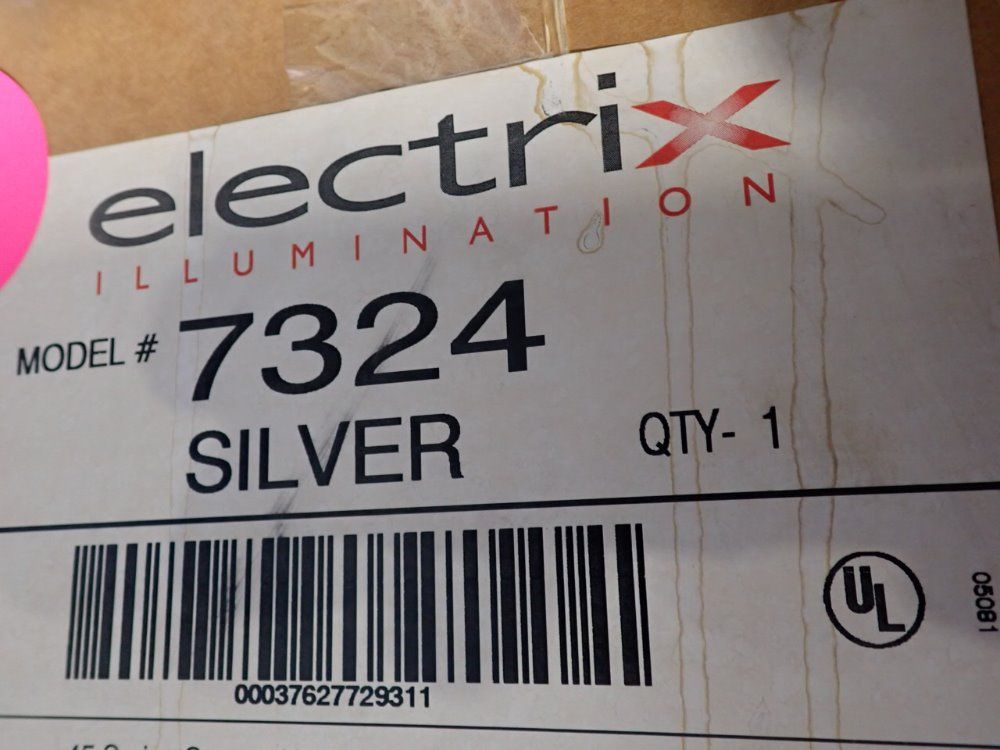 electrix
ILLUMINATION
MODEL # 7324
SILVER QTY- 1
UL
05081
00037627729311